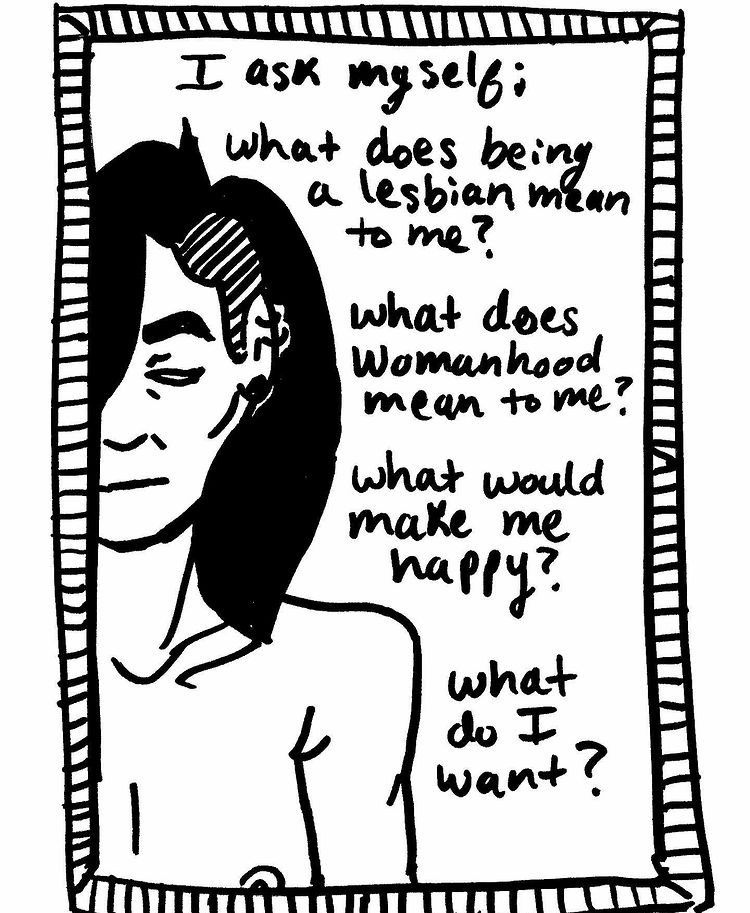 I ask myself;
what does being
a lesbian mean
to me?
what does
Womanhood
mean to me?
what would
make me
happy?
what
do I
want?